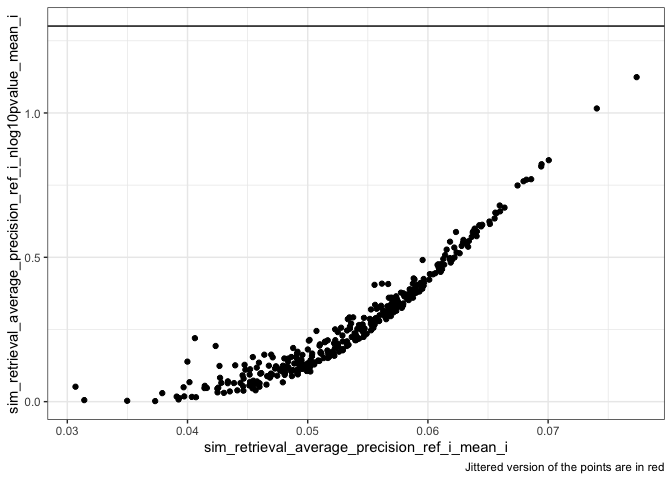 sim_retrieval_average_precision_ref_i_nlog10pvalue_mean_i
1.0
0.5
0.0
0.03
0.04
0.05
0.06
0.07
sim_retrieval_average_precision_ref_i_mean_i
Jittered version of the points are in red